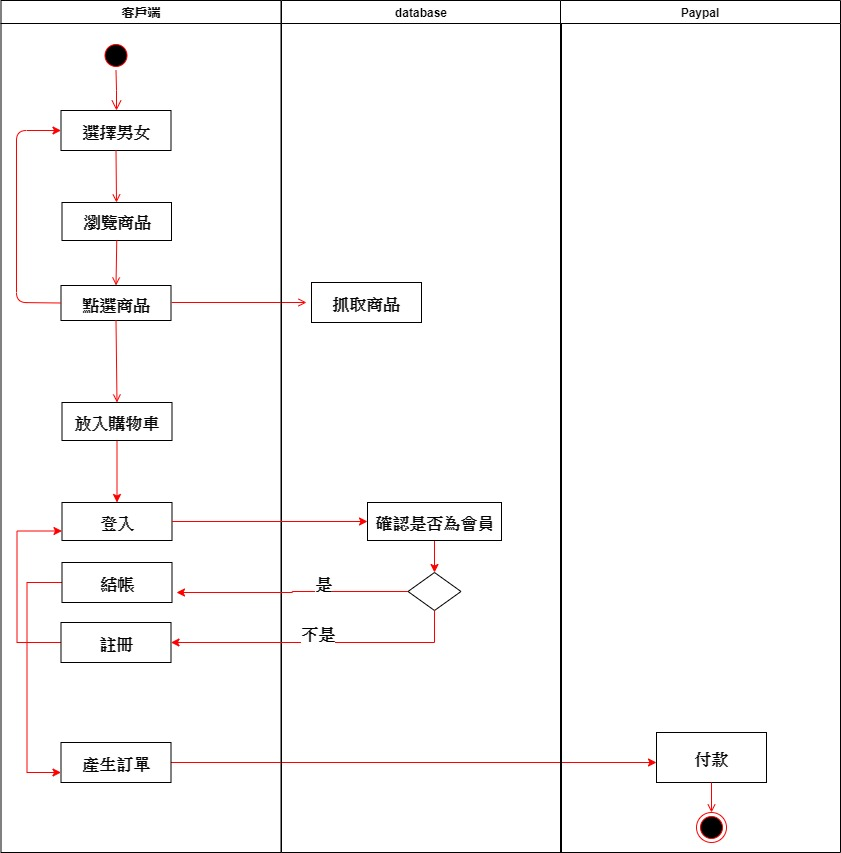 客戶端
database
Paypal
選擇男女
瀏覽商品
點選商品
抓取商品
放入購物車
登入
確認是否為會員
結帳
是
註冊
不是
產生訂單
付款